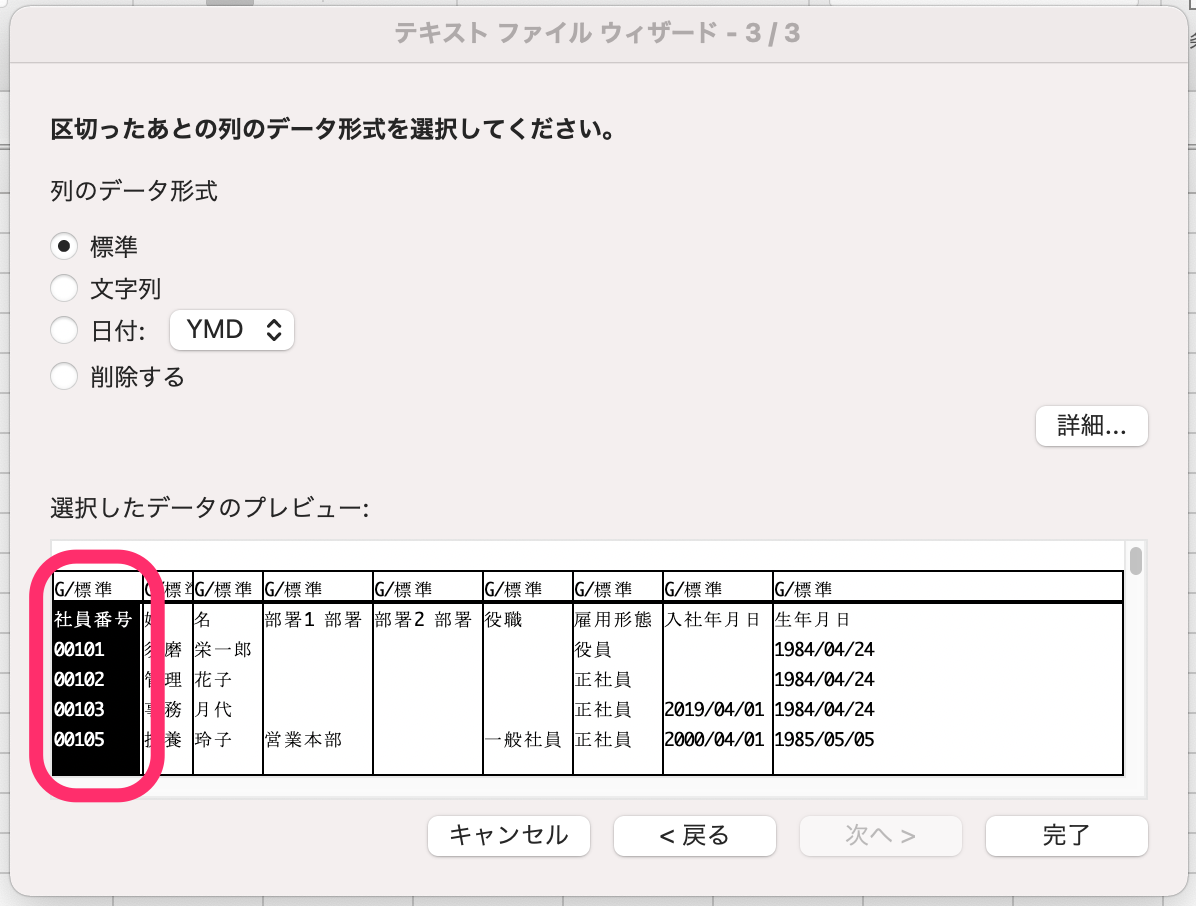 テキスト ファイル ウィザード - 3 / 3
区切ったあとの列のデータ形式を選択してください。
列のデータ形式
標準
文字列
日付: YMD
削除する
詳細...
選択したデータのプレビュー:
G/標準 G/標準 G/標準 G/標準 G/標準 G/標準 G/標準 G/標準
社員番号 名 部署1 部署 部署2 部署 役職 雇用形態 入社年月日 生年月日
00101 磨 栄一郎 役員 1984/04/24
00102 管理 花子 正社員 1984/04/24
00103 事務 月代 正社員 2019/04/01 1984/04/24
00105 養 玲子 営業本部 一般社員 正社員 2000/04/01 1985/05/05
キャンセル < 戻る 次へ > 完了